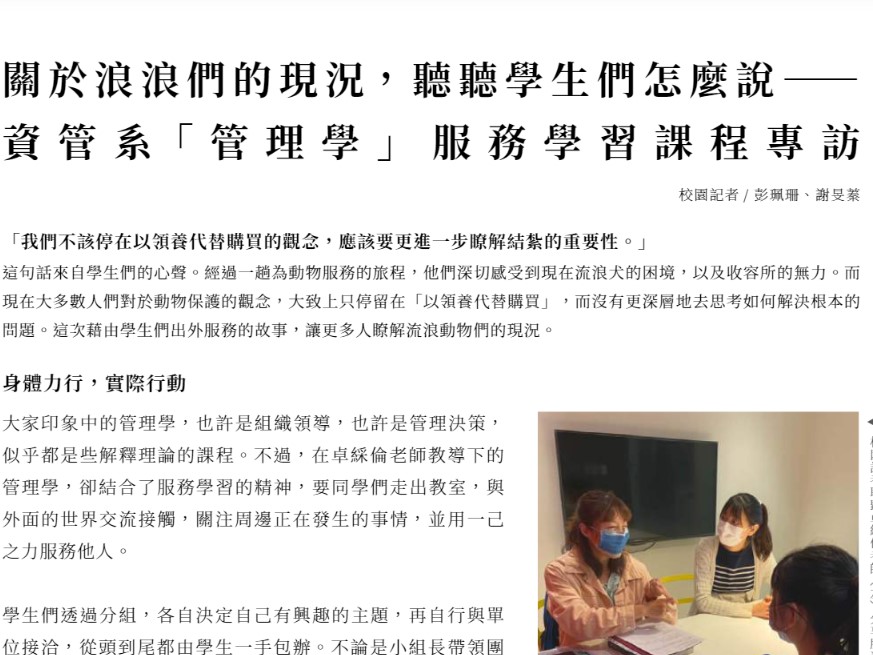 關於浪浪們的現況，聽聽學生們怎麼說——
資管系「管理學」服務學習課程專訪
校園記者 / 彭珮珊、謝旻蓁
「我們不該停在以領養代替購買的觀念，應該要更進一步瞭解結紮的重要性。」
這句話來自學生們的心聲。經過一趟為動物服務的旅程，他們深切感受到現在流浪犬的困境，以及收容所的無力。而
現在大多數人們對於動物保護的觀念，大致上只停留在「以領養代替購買」，而沒有更深層地去思考如何解決根本的
問題。這次藉由學生們出外服務的故事，讓更多人瞭解流浪動物們的現況。
身體力行，實際行動
大家印象中的管理學，也許是組織領導，也許是管理決策，
似乎都是些解釋理論的課程。不過，在卓綵倫老師教導下的
管理學，卻結合了服務學習的精神，要同學們走出教室，與
外面的世界交流接觸，關注周邊正在發生的事情，並用一己
之力服務他人。
學生們透過分組，各自決定自己有興趣的主題，再自行與單
位接洽，從頭到尾都由學生一手包辦。不論是小組長帶領團